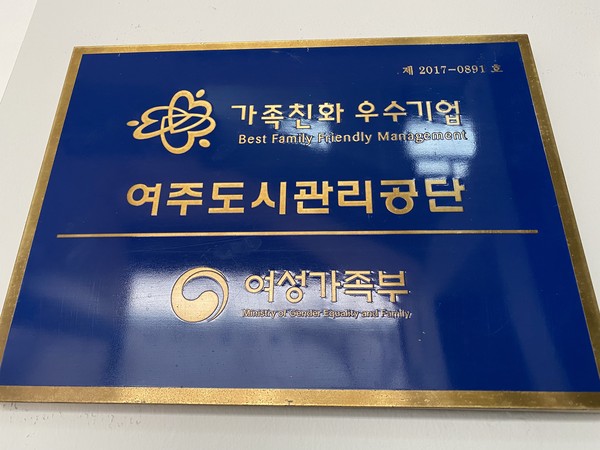 제 2017-0891 호
가족친화 우수기업
Best Family Friendly Management
여주도시관리공단
여성가족부
Ministry of Gender Equality and Family